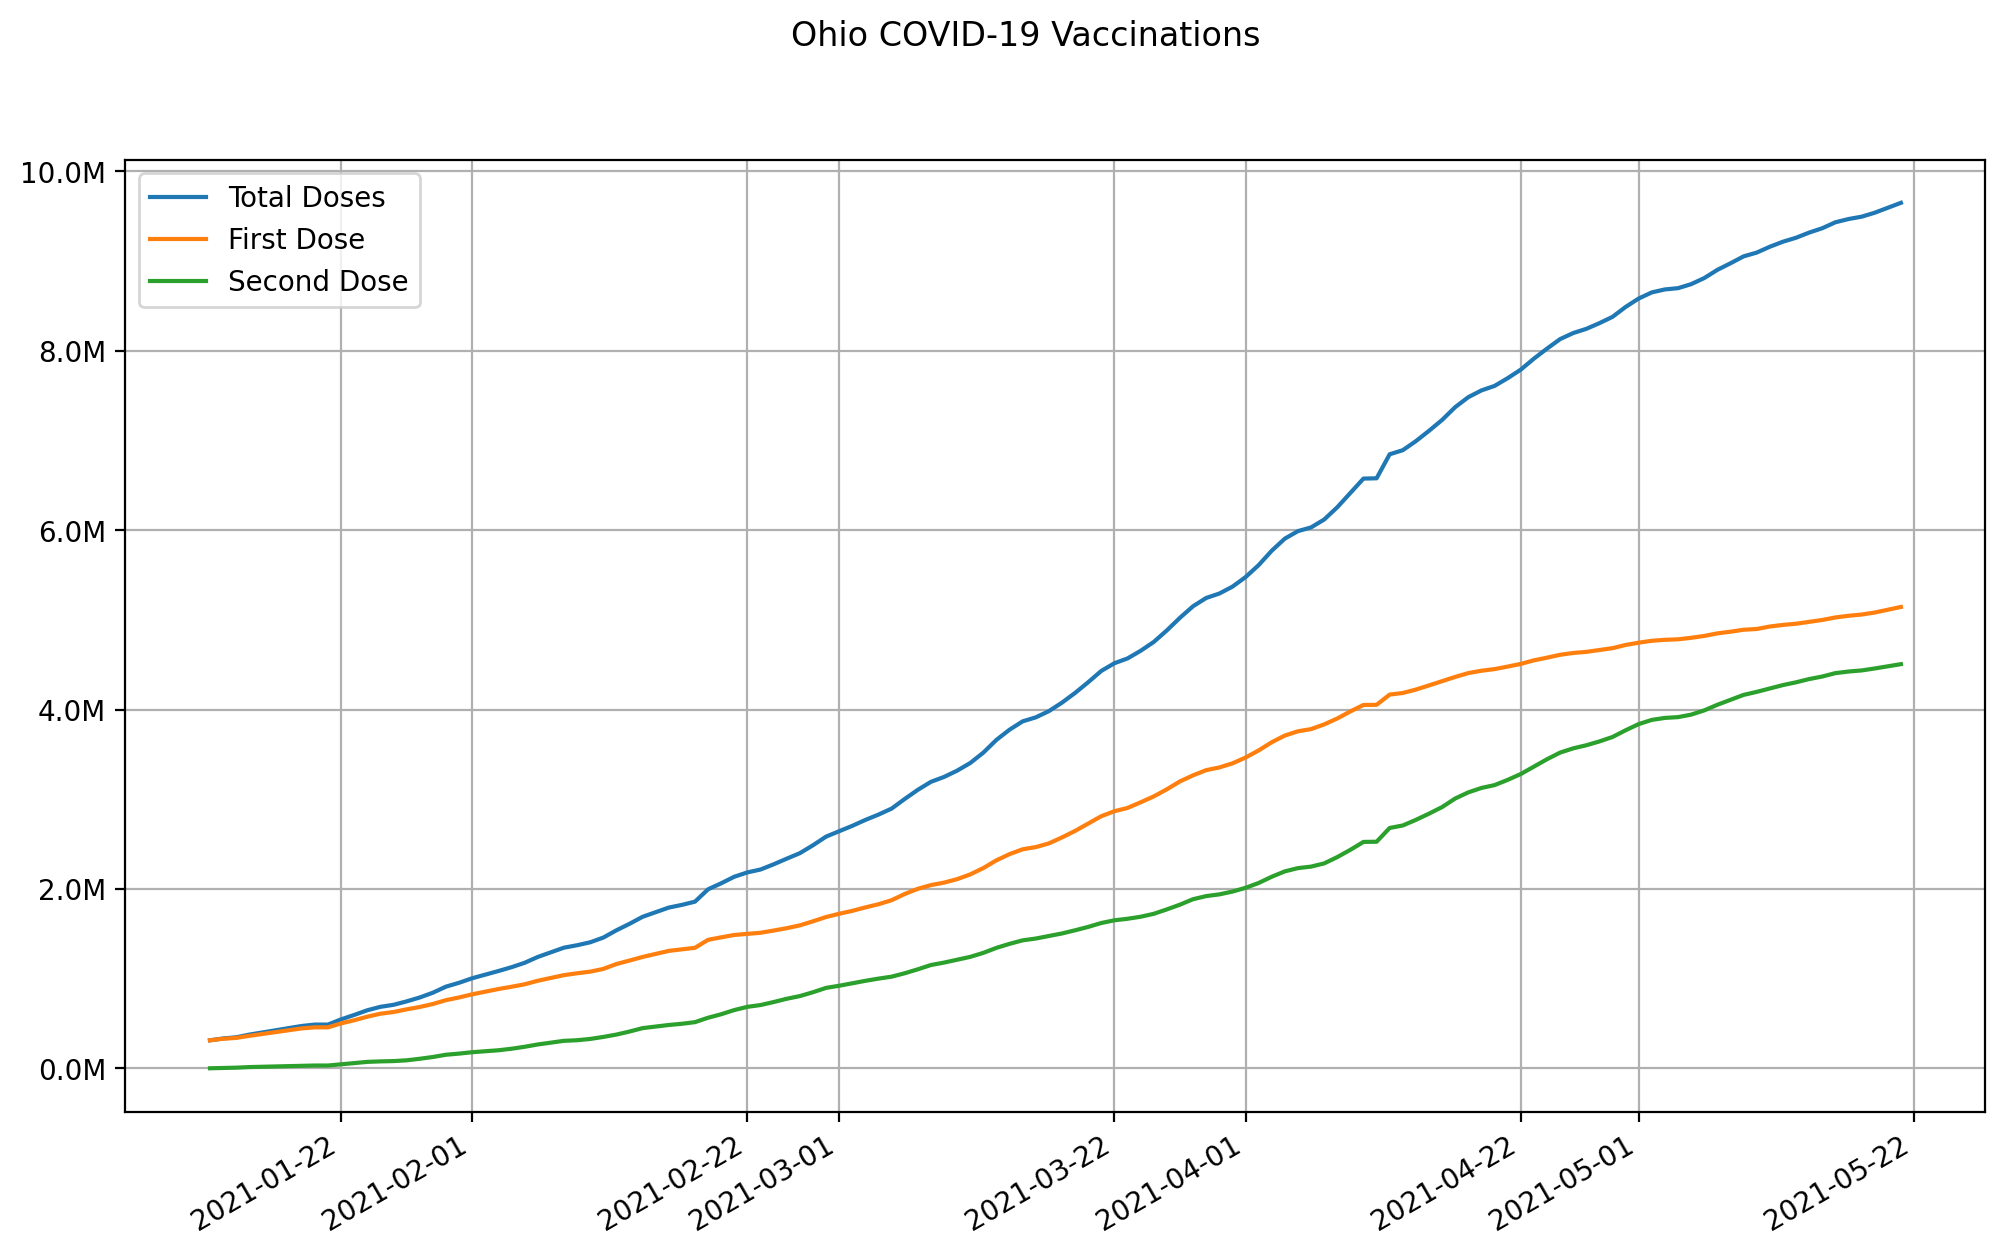 Ohio COVID-19 Vaccinations
10.0M
8.0M
6.0M
4.0M
2.0M
0.0M
Total Doses
First Dose
Second Dose
2021-01-22
2021-02-01
2021-02-22
2021-03-01
2021-03-22
2021-04-01
2021-04-22
2021-05-01
2021-05-22